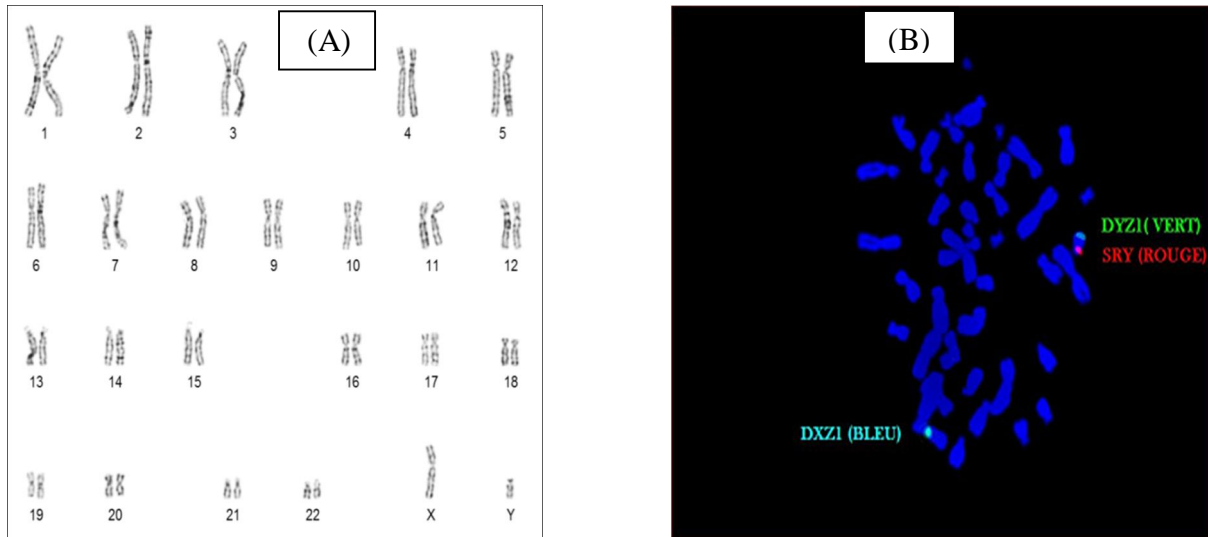 (A)
1 2 3 4 5
6 7 8 9 10 11 12
13 14 15 16 17 18
19 20 21 22 X Y
(B)
DYZ1( VERT)
SRY (ROUGE)
DXZ1 (BLEU)